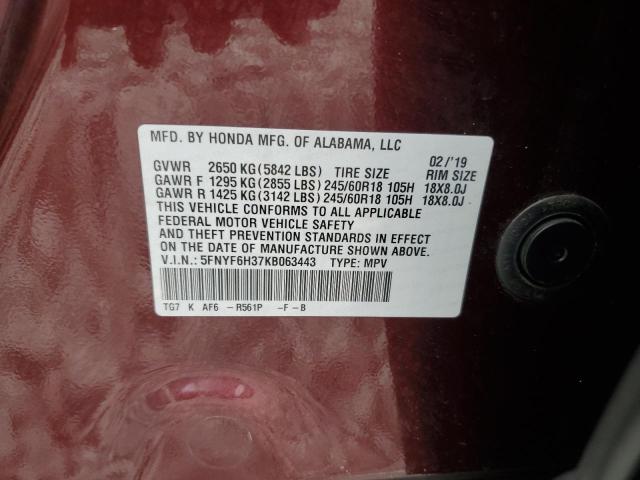 MFD. BY HONDA MFG. OF ALABAMA, LLC 02/'19
GVWR 2650 KG(5842 LBS) TIRE SIZE RIM SIZE
GAWR F 1295 KG(2855 LBS) 245/60R18 105H 18X8.0J
GAWR R 1425 KG(3142 LBS) 245/60R18 105H 18X8.0J
THIS VEHICLE CONFORMS TO ALL APPLICABLE
FEDERAL MOTOR VEHICLE SAFETY
AND THEFT PREVENTION STANDARDS IN EFFECT
ON THE DATE OF MANUFACTURE SHOWN ABOVE.
V.I.N.: 5FNYF6H37KB063443 TYPE: MPV
TG7 K AF6 -R561P -F -B